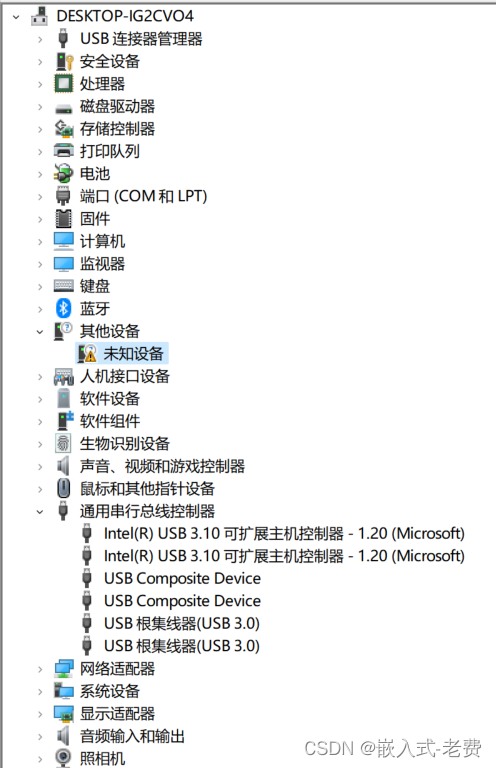 DESKTOP-IG2CVO4
USB 连接器管理器
安全设备
处理器
磁盘驱动器
存储控制器
打印队列
电池
端口 (COM 和 LPT)
固件
计算机
监视器
键盘
蓝牙
其他设备
未知设备
人机接口设备
软件设备
软件组件
生物识别设备
声音、视频和游戏控制器
鼠标和其他指针设备
通用串行总线控制器
Intel(R) USB 3.10 可扩展主机控制器 - 1.20 (Microsoft)
Intel(R) USB 3.10 可扩展主机控制器 - 1.20 (Microsoft)
USB Composite Device
USB Composite Device
USB 根集线器(USB 3.0)
USB 根集线器(USB 3.0)
网络适配器
系统设备
显示适配器
音频输入和输出
照相机
CSDN @嵌入式-老费